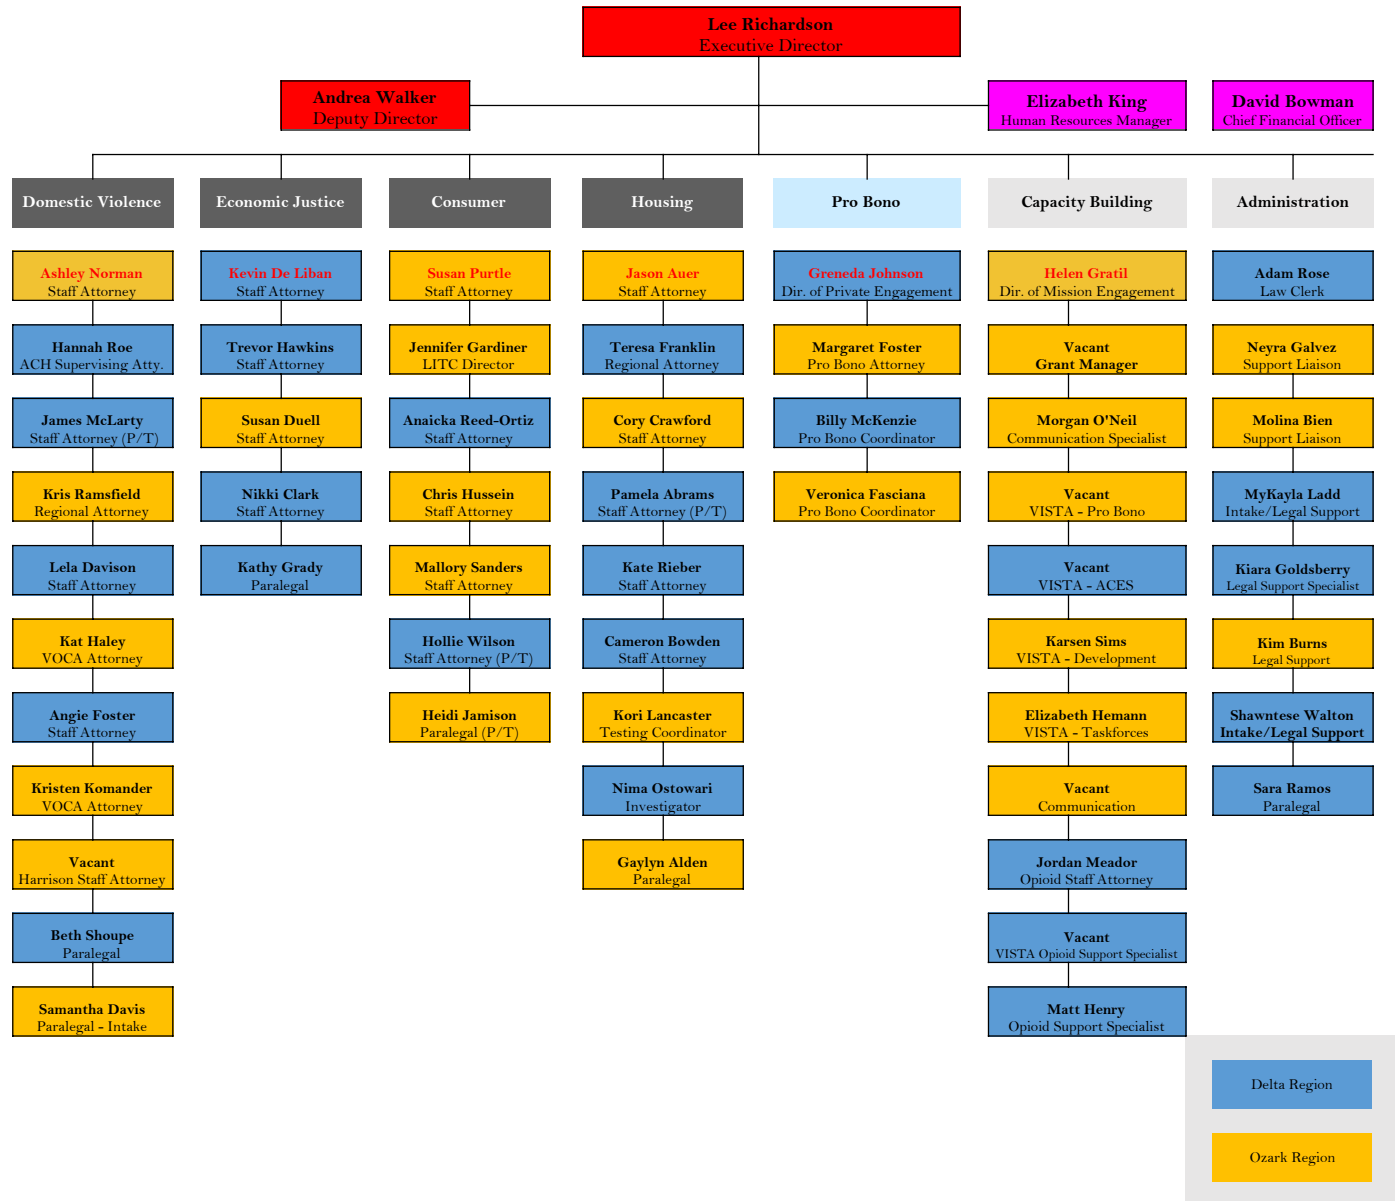 Lee Richardson
Executive Director
Andrea Walker
Deputy Director
Elizabeth King
Human Resources Manager
David Bowman
Chief Financial Officer
Domestic Violence
Ashley Norman
Staff Attorney
Hannah Roe
ACH Supervising Atty.
James McLarty
Staff Attorney (P/T)
Kris Ramsfield
Regional Attorney
Lela Davison
Staff Attorney
Kat Haley
VOCA Attorney
Angie Foster
Staff Attorney
Kristen Komander
VOCA Attorney
Vacant
Harrison Staff Attorney
Beth Shoupe
Paralegal
Samantha Davis
Paralegal - Intake
Economic Justice
Kevin De Liban
Staff Attorney
Trevor Hawkins
Staff Attorney
Susan Duell
Staff Attorney
Nikki Clark
Staff Attorney
Kathy Grady
Paralegal
Consumer
Susan Purtle
Staff Attorney
Jennifer Gardiner
LITC Director
Anaicka Reed-Ortiz
Staff Attorney
Chris Hussein
Staff Attorney
Mallory Sanders
Staff Attorney
Hollie Wilson
Staff Attorney (P/T)
Heidi Jamison
Paralegal (P/T)
Housing
Jason Auer
Staff Attorney
Teresa Franklin
Regional Attorney
Cory Crawford
Staff Attorney
Pamela Abrams
Staff Attorney (P/T)
Kate Rieber
Staff Attorney
Cameron Bowden
Staff Attorney
Kori Lancaster
Testing Coordinator
Nima Ostowari
Investigator
Gaylyn Alden
Paralegal
Pro Bono
Greneda Johnson
Dir. of Private Engagement
Margaret Foster
Pro Bono Attorney
Billy McKenzie
Pro Bono Coordinator
Veronica Fasciana
Pro Bono Coordinator
Capacity Building
Helen Gratil
Dir. of Mission Engagement
Vacant
Grant Manager
Morgan O'Neil
Communication Specialist
Vacant
VISTA - Pro Bono
Vacant
VISTA - ACES
Karsen Sims
VISTA - Development
Elizabeth Hemann
VISTA - Taskforces
Vacant
Communication
Jordan Meador
Opioid Staff Attorney
Vacant
VISTA Opioid Support Specialist
Matt Henry
Opioid Support Specialist
Administration
Adam Rose
Law Clerk
Neyra Galvez
Support Liaison
Molina Bien
Support Liaison
MyKayla Ladd
Intake/Legal Support
Kiara Goldsberry
Legal Support Specialist
Kim Burns
Legal Support
Shawntese Walton
Intake/Legal Support
Sara Ramos
Paralegal
Delta Region
Ozark Region